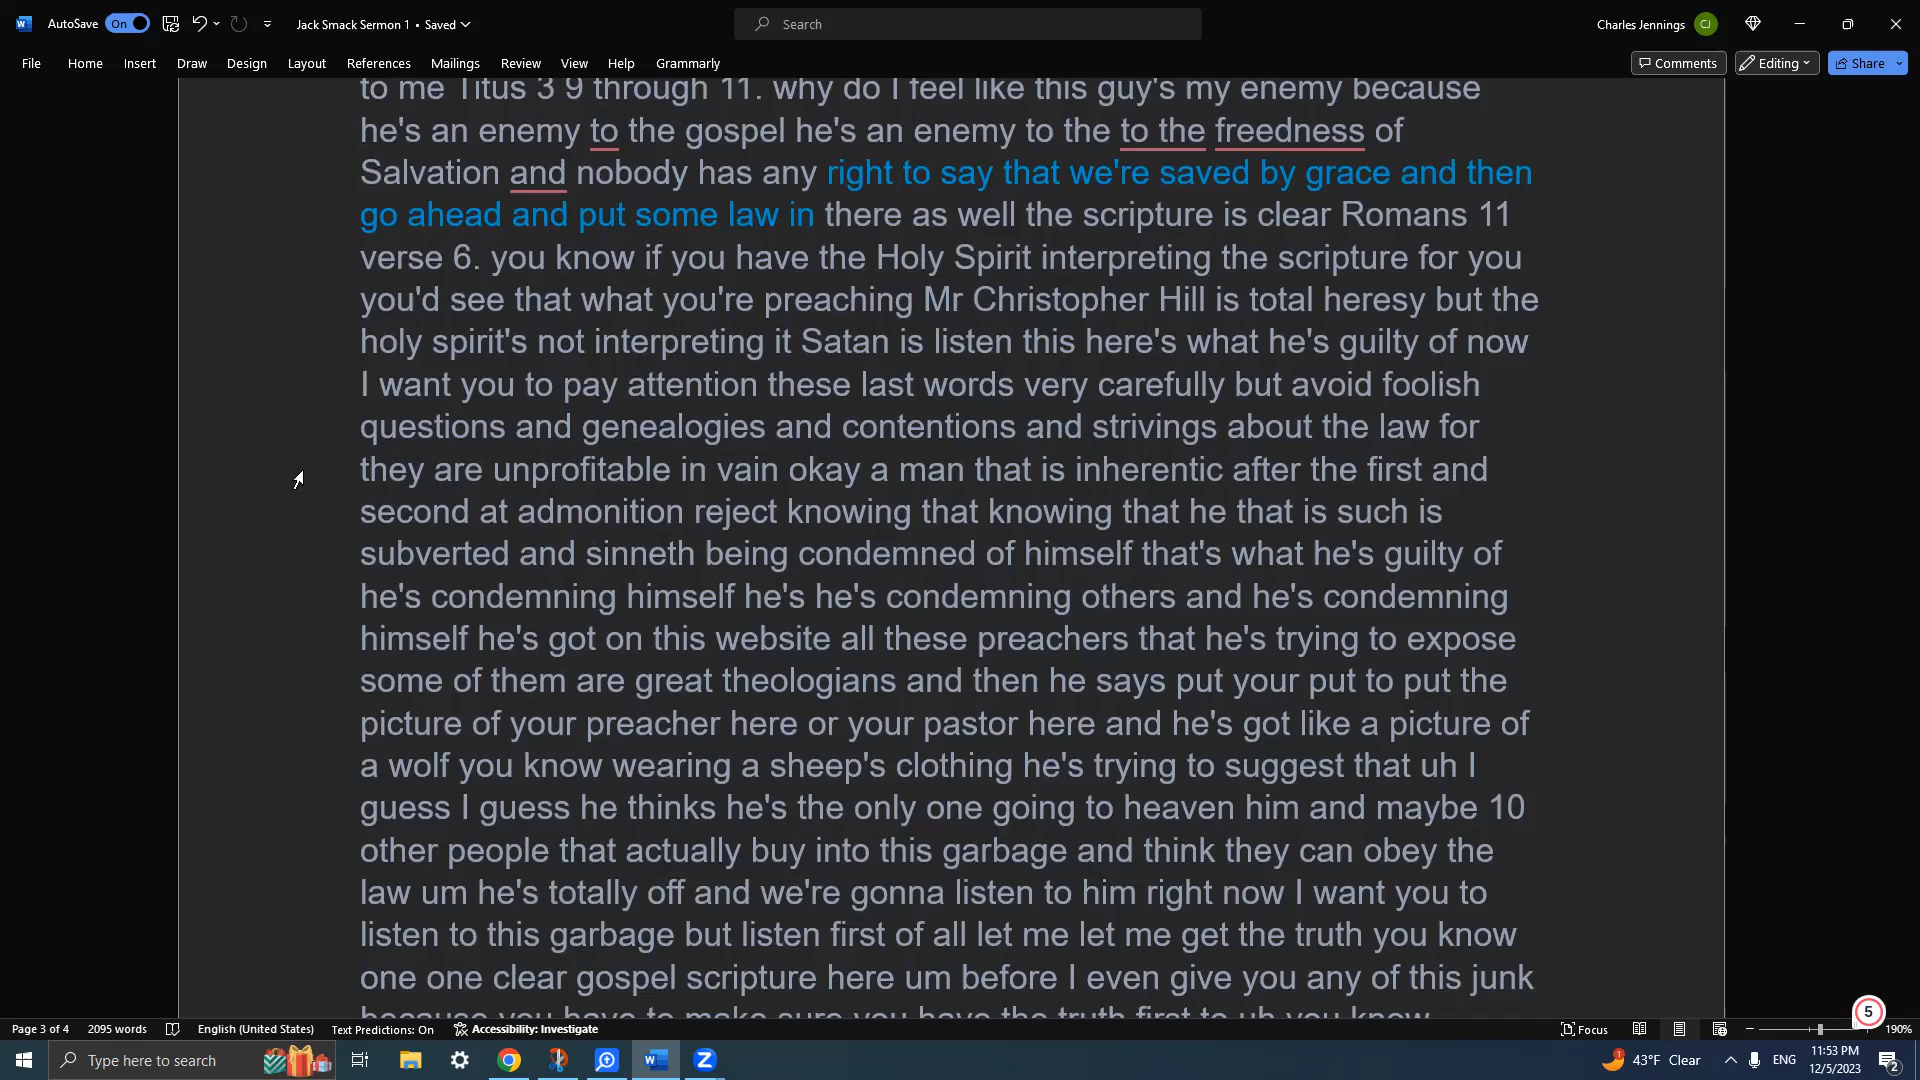 AutoSave On Jack Smack Sermon 1 • Saved Search Charles Jennings CJ
File Home Insert Draw Design Layout References Mailings Review View Help Grammarly Comments Editing Share
to me Titus 3 9 through 11. why do I feel like this guy's my enemy because
he's an enemy to the gospel he's an enemy to the to the freedness of
Salvation and nobody has any right to say that we're saved by grace and then
go ahead and put some law in there as well the scripture is clear Romans 11
verse 6. you know if you have the Holy Spirit interpreting the scripture for you
you'd see that what you're preaching Mr Christopher Hill is total heresy but the
holy spirit's not interpreting it Satan is listen this here's what he's guilty of now
I want you to pay attention these last words very carefully but avoid foolish
questions and genealogies and contentions and strivings about the law for
they are unprofitable in vain okay a man that is inherentic after the first and
second at admonition reject knowing that knowing that he that is such is
subverted and sinneth being condemned of himself that's what he's guilty of
he's condemning himself he's he's condemning others and he's condemning
himself he's got on this website all these preachers that he's trying to expose
some of them are great theologians and then he says put your put to put the
picture of your preacher here or your pastor here and he's got like a picture of
a wolf you know wearing a sheep's clothing he's trying to suggest that uh I
guess I guess he thinks he's the only one going to heaven him and maybe 10
other people that actually buy into this garbage and think they can obey the
law um he's totally off and we're gonna listen to him right now I want you to
listen to this garbage but listen first of all let me let me get the truth you know
one one clear gospel scripture here um before I even give you any of this junk
because you have to make sure you have the truth first to uh you know
5
Page 3 of 4 2095 words English (United States) Text Predictions: On Accessibility: Investigate Focus 190%
Type here to search 43°F Clear ENG 11:53 PM
12/5/2023 2